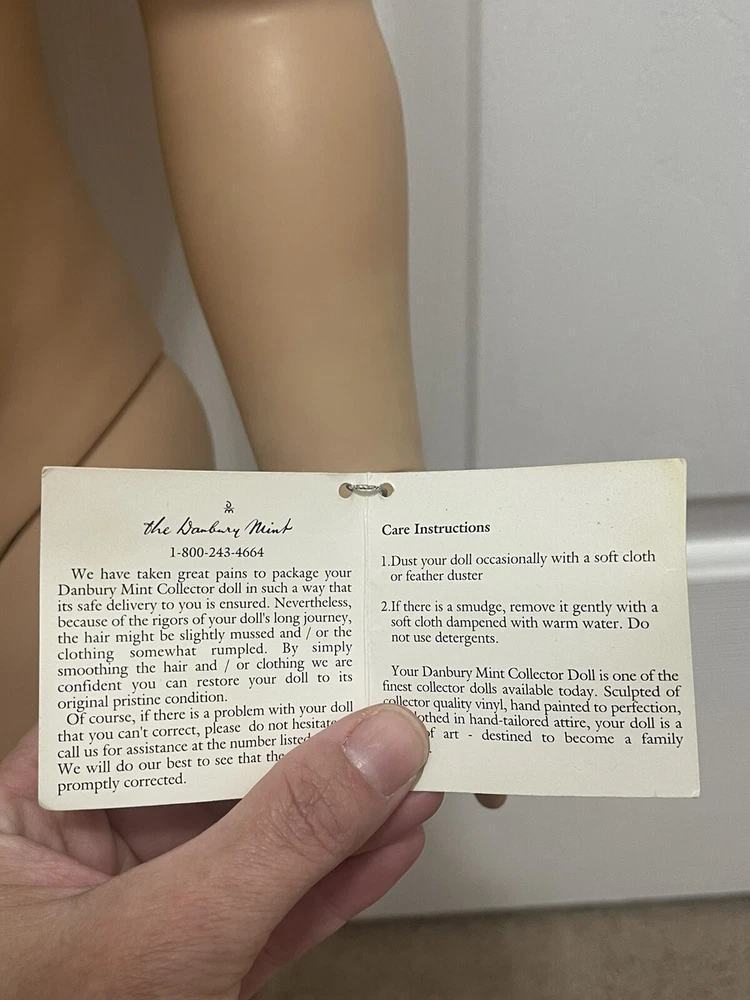 the Danbury Mint
1-800-243-4664
We have taken great pains to package your
Danbury Mint Collector doll in such a way that
its safe delivery to you is ensured. Nevertheless,
because of the rigors of your doll's long journey,
the hair might be slightly mussed and / or the
clothing somewhat rumpled. By simply
smoothing the hair and / or clothing we are
confident you can restore your doll to its
original pristine condition.
Of course, if there is a problem with your doll
that you can't correct, please do not hesitate
call us for assistance at the number listed
We will do our best to see that the
promptly corrected.
Care Instructions
1.Dust your doll occasionally with a soft cloth
or feather duster
2.If there is a smudge, remove it gently with a
soft cloth dampened with warm water. Do
not use detergents.
Your Danbury Mint Collector Doll is one of the
finest collector dolls available today. Sculpted of
collector quality vinyl, hand painted to perfection,
in hand-tailored attire, your doll is a
of art - destined to become a family